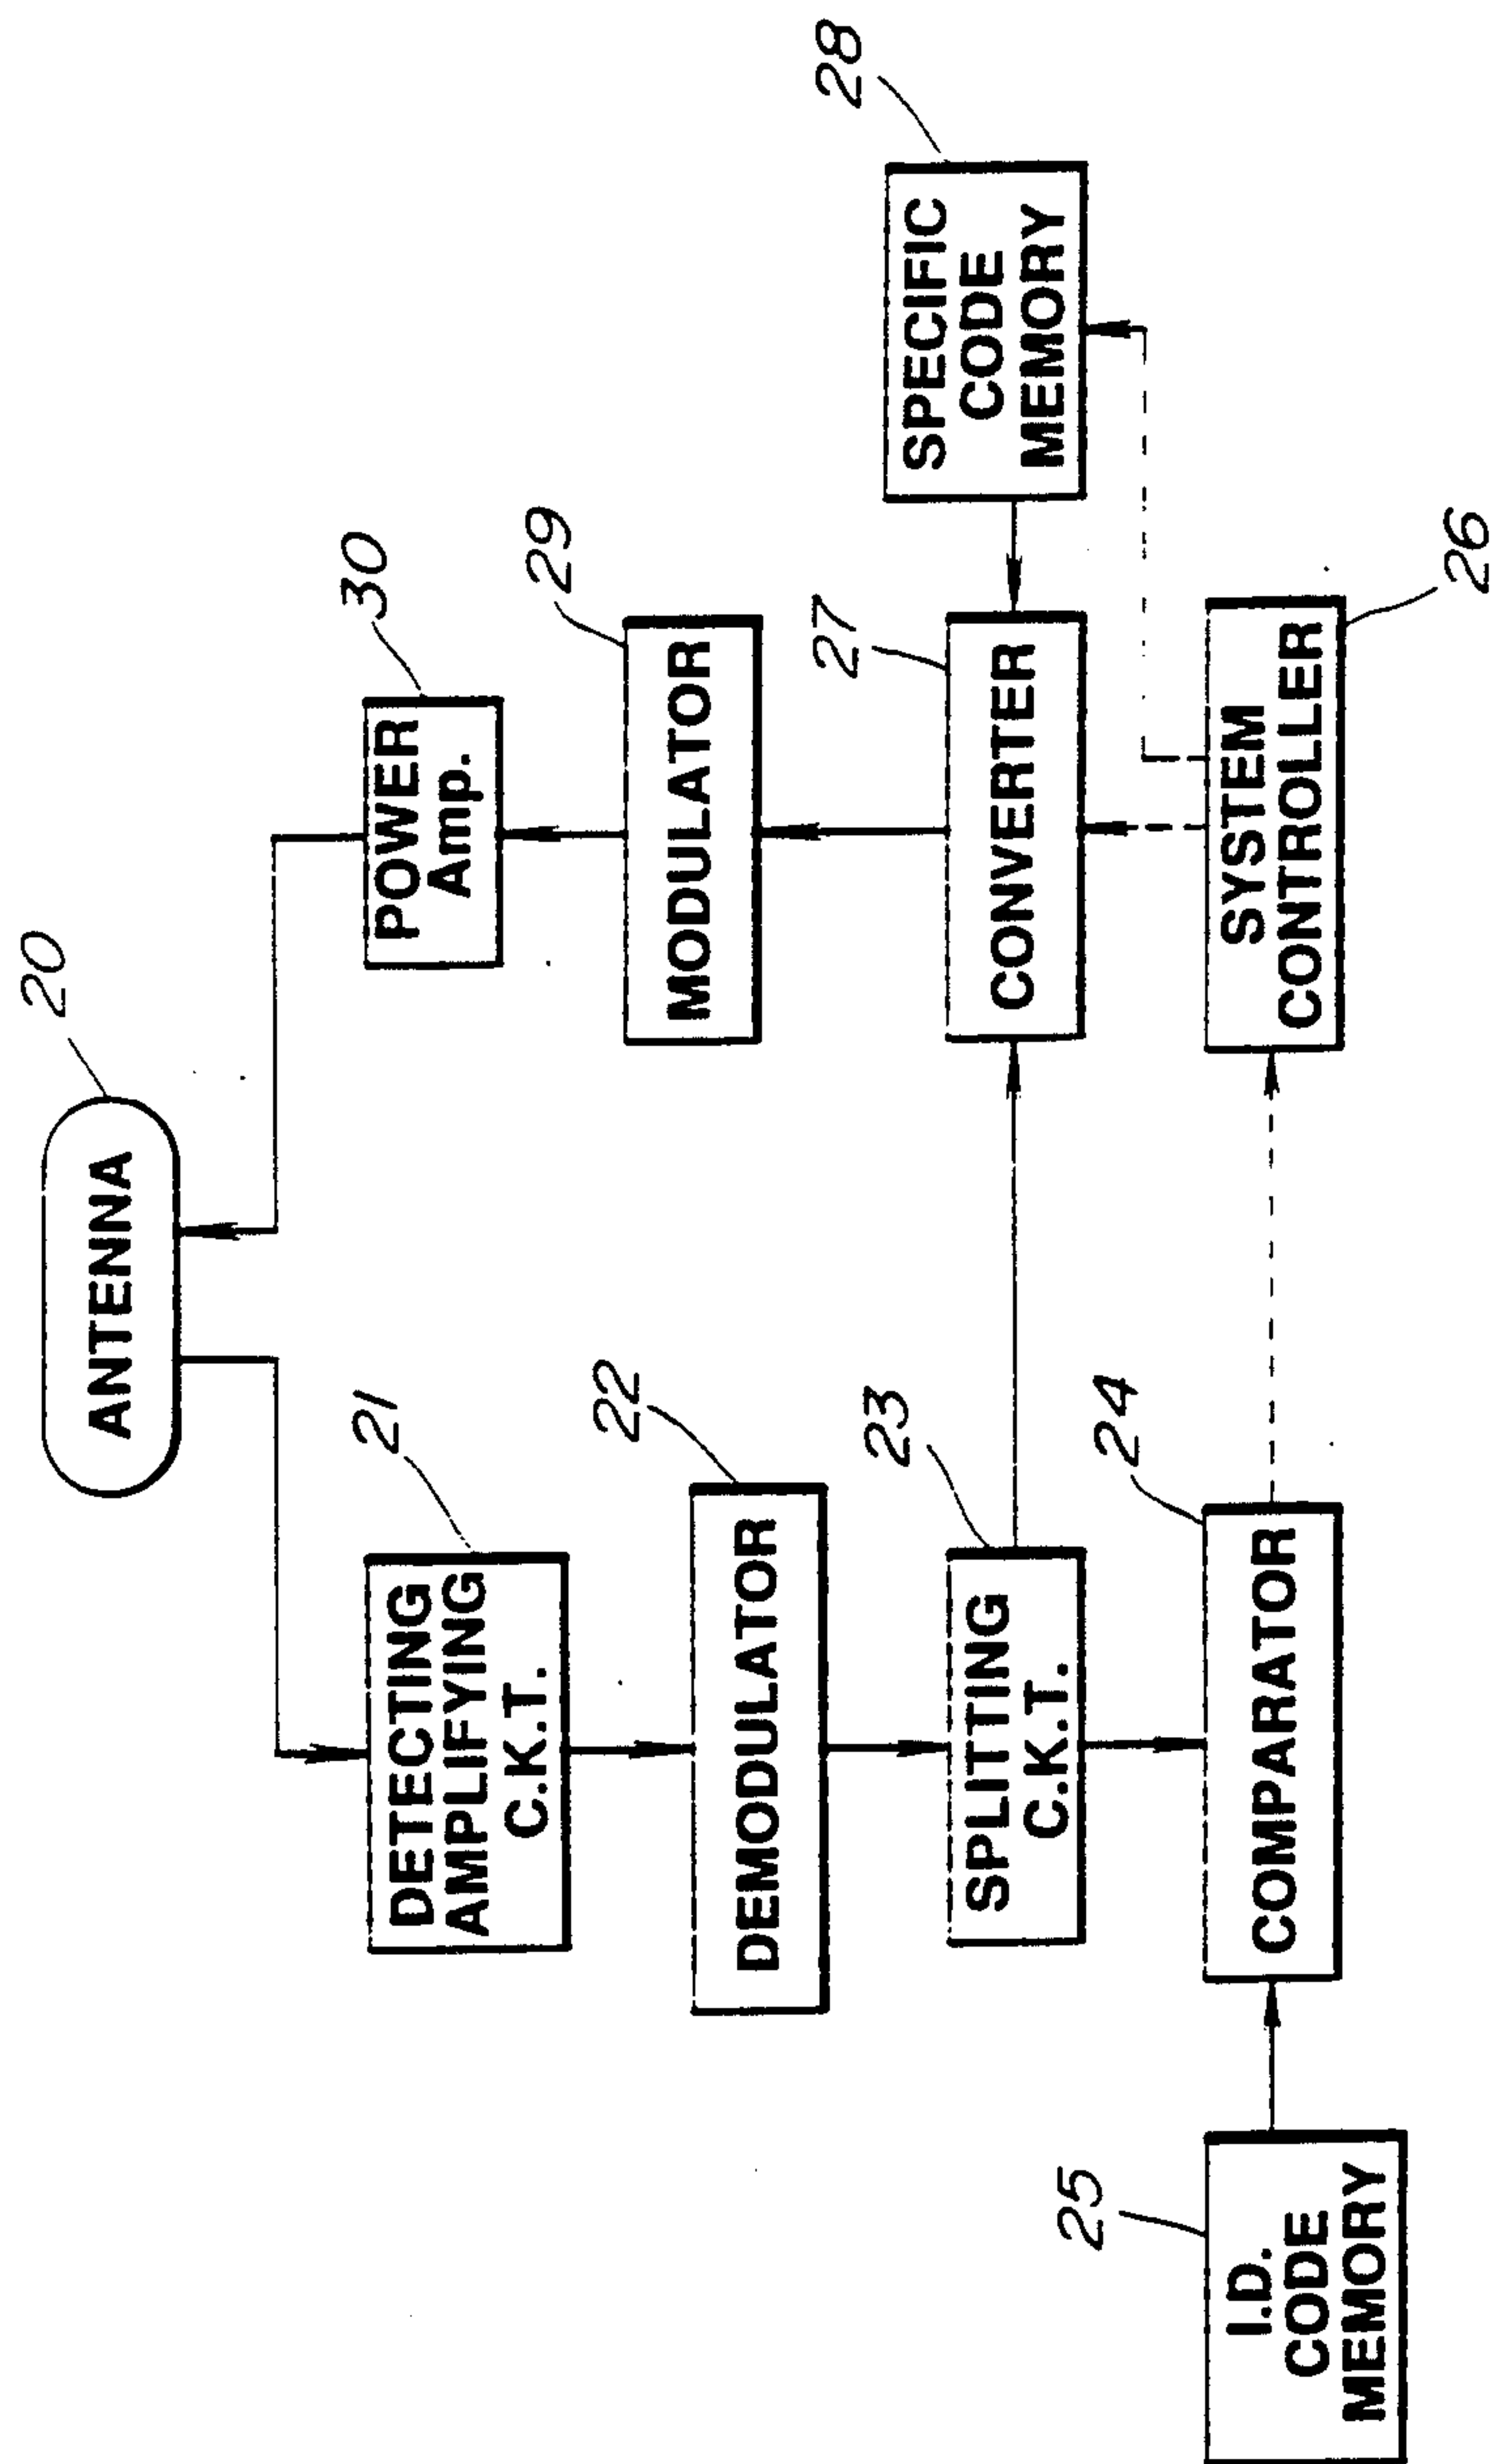 20
ANTENNA
21
DETECTING
AMPLIFYING
C.K.T.
30
POWER
Amp.
22
DEMODULATOR
29
MODULATOR
23
SPLITTING
C.K.T.
27
CONVERTER
28
SPECIFIC
CODE
MEMORY
25
I.D.
CODE
MEMORY
24
COMPARATOR
SYSTEM
CONTROLLER
26